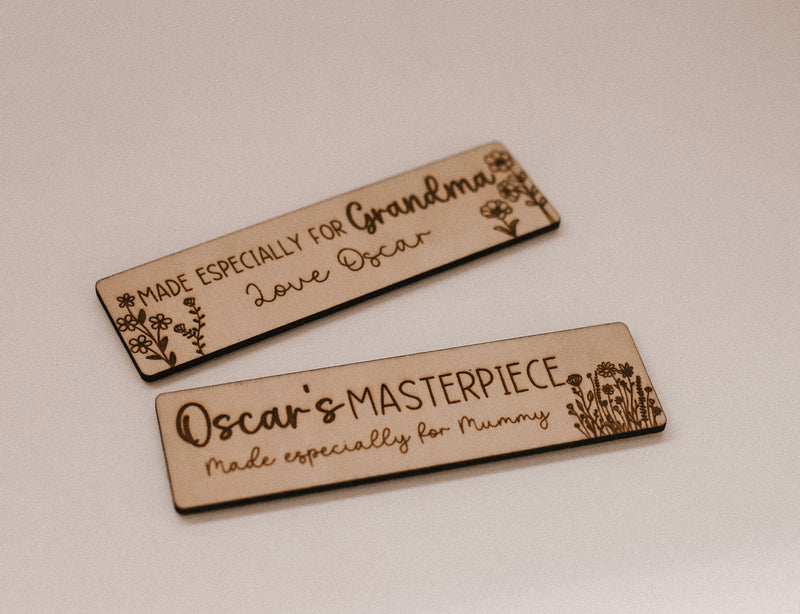 MADE ESPECIALLY FOR Grandma
Love Oscar
Oscar's MASTERPIECE
Made especially for Mummy